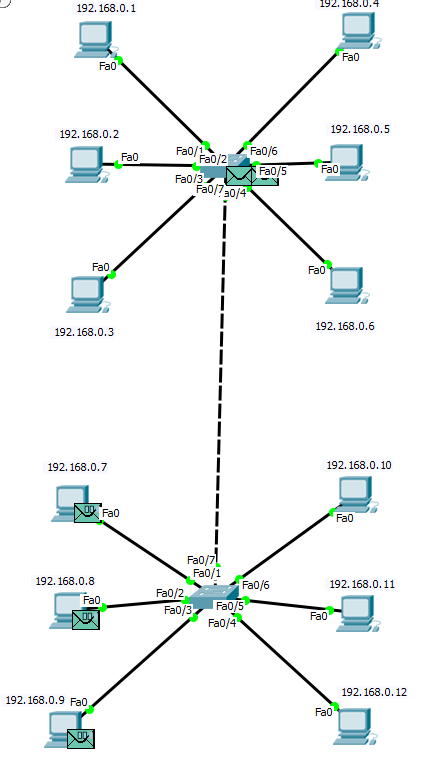 192.168.0.1
192.168.0.4
Fa0
Fa0
192.168.0.2
192.168.0.5
Fa0/1
Fa0/6
Fa0
Fa0/2
Fa0
Fa0/3
Fa0/5
Fa0/7
a0/4
Fa0
Fa0
192.168.0.3
192.168.0.6
192.168.0.7
192.168.0.10
Fa0
Fa0
Fa0/7
Fa0/1
192.168.0.8
Fa0/6
192.168.0.11
Fa0
Fa0/2
Fa0/3
Fa0/5
Fa0
Fa0/4
192.168.0.9
Fa0
192.168.0.12
Fa0